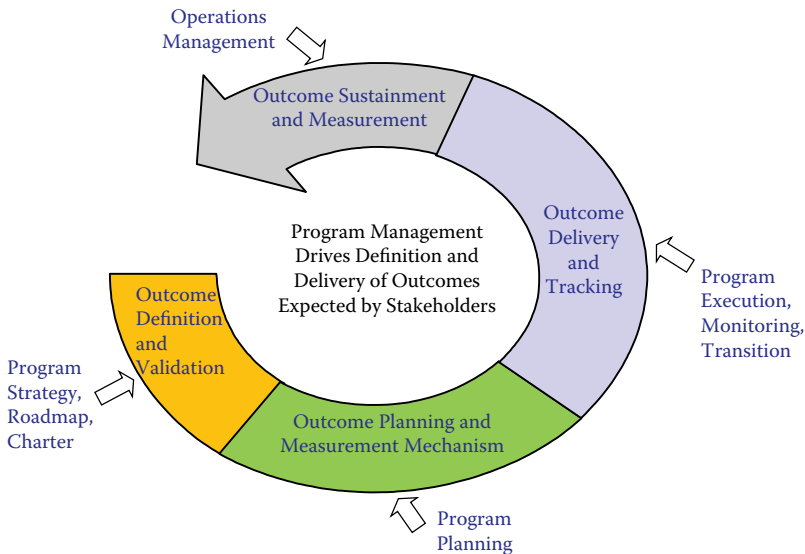 Operations
Management
Outcome Sustainment
and Measurement
Outcome
Delivery
and
Tracking
Program Management
Drives Definition and
Delivery of Outcomes
Expected by Stakeholders
Program
Execution,
Monitoring,
Transition
Outcome
Definition
and
Validation
Program
Strategy,
Roadmap,
Charter
Outcome Planning and
Measurement Mechanism
Program
Planning